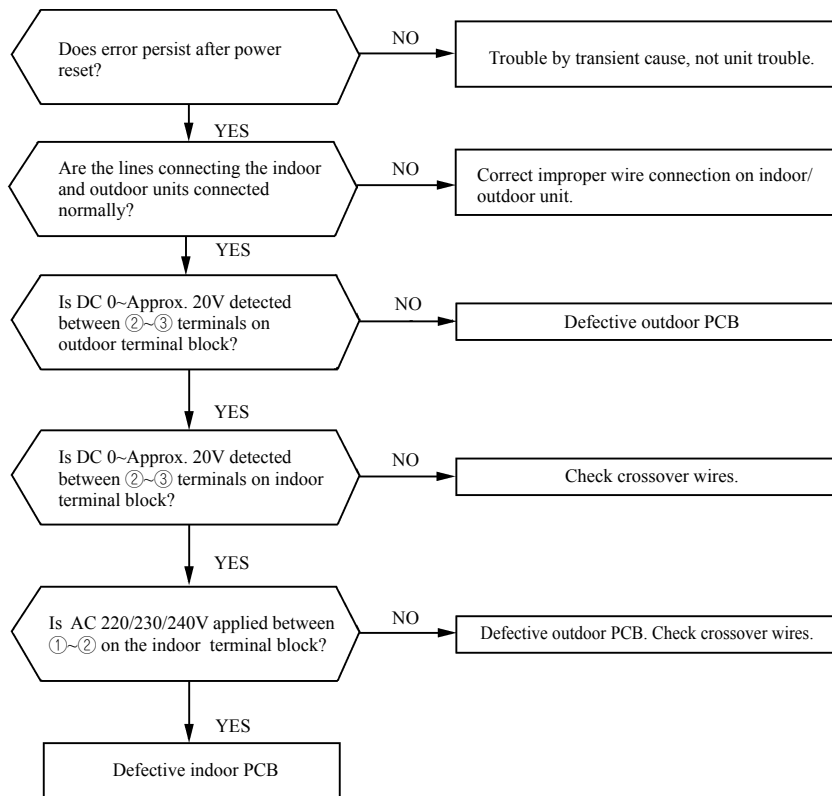 Does error persist after power
reset?
NO
Trouble by transient cause, not unit trouble.
YES
Are the lines connecting the indoor
and outdoor units connected
normally?
NO
Correct improper wire connection on indoor/
outdoor unit.
YES
Is DC 0~Approx. 20V detected
between ②~③ terminals on
outdoor terminal block?
NO
Defective outdoor PCB
YES
Is DC 0~Approx. 20V detected
between ②~③ terminals on indoor
terminal block?
NO
Check crossover wires.
YES
Is AC 220/230/240V applied between
①~② on the indoor terminal block?
NO
Defective outdoor PCB. Check crossover wires.
YES
Defective indoor PCB